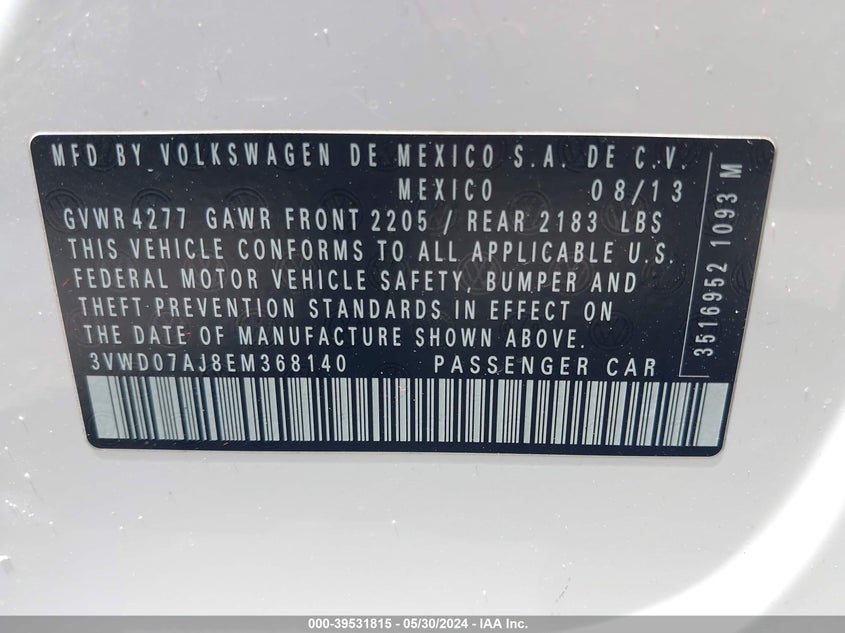 MFD BY VOLKSWAGEN DE MEXICO S.A. DE C.V.
MEXICO 08/13
GVWR 4277 GAWR FRONT 2205 / REAR 2183 LBS
THIS VEHICLE CONFORMS TO ALL APPLICABLE U.S.
FEDERAL MOTOR VEHICLE SAFETY, BUMPER AND
THEFT-PREVENTION STANDARDS IN EFFECT ON
THE DATE OF MANUFACTURE SHOWN ABOVE.
3VWD07AJ8EM368140 PASSENGER CAR
3516952 1093 M
000-39531815 - 05/30/2024 - IAA Inc.